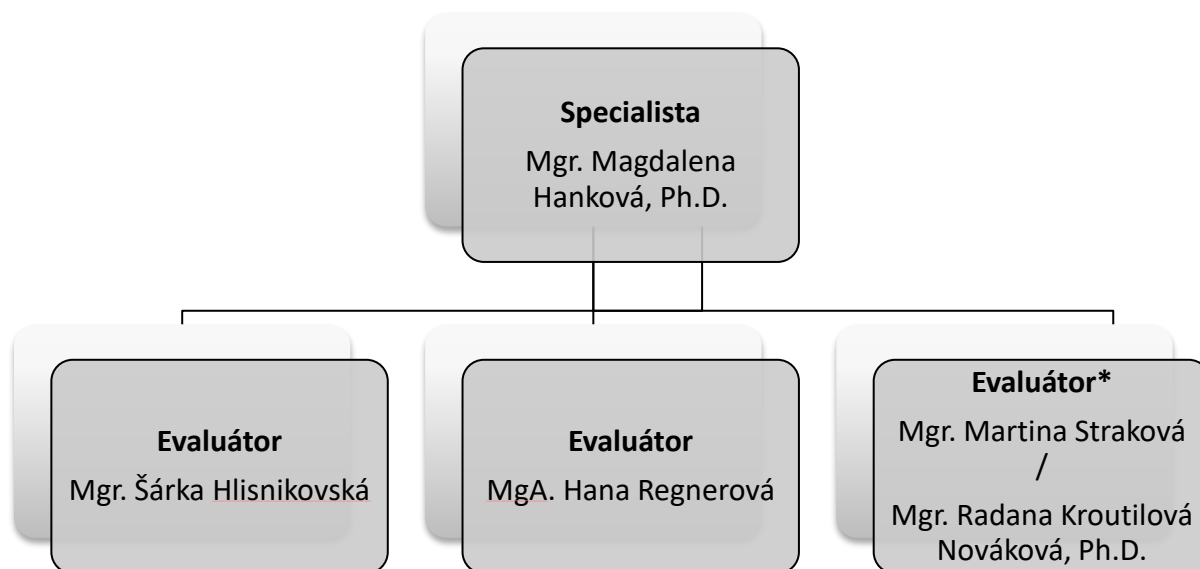 Specialista
Mgr. Magdalena
Hanková, Ph.D.
Evaluátor
Mgr. Šárka Hlisnikovská
Evaluátor
MgA. Hana Regnerová
Evaluátor*
Mgr. Martina Straková
/
Mgr. Radana Kroutilová
Nováková, Ph.D.